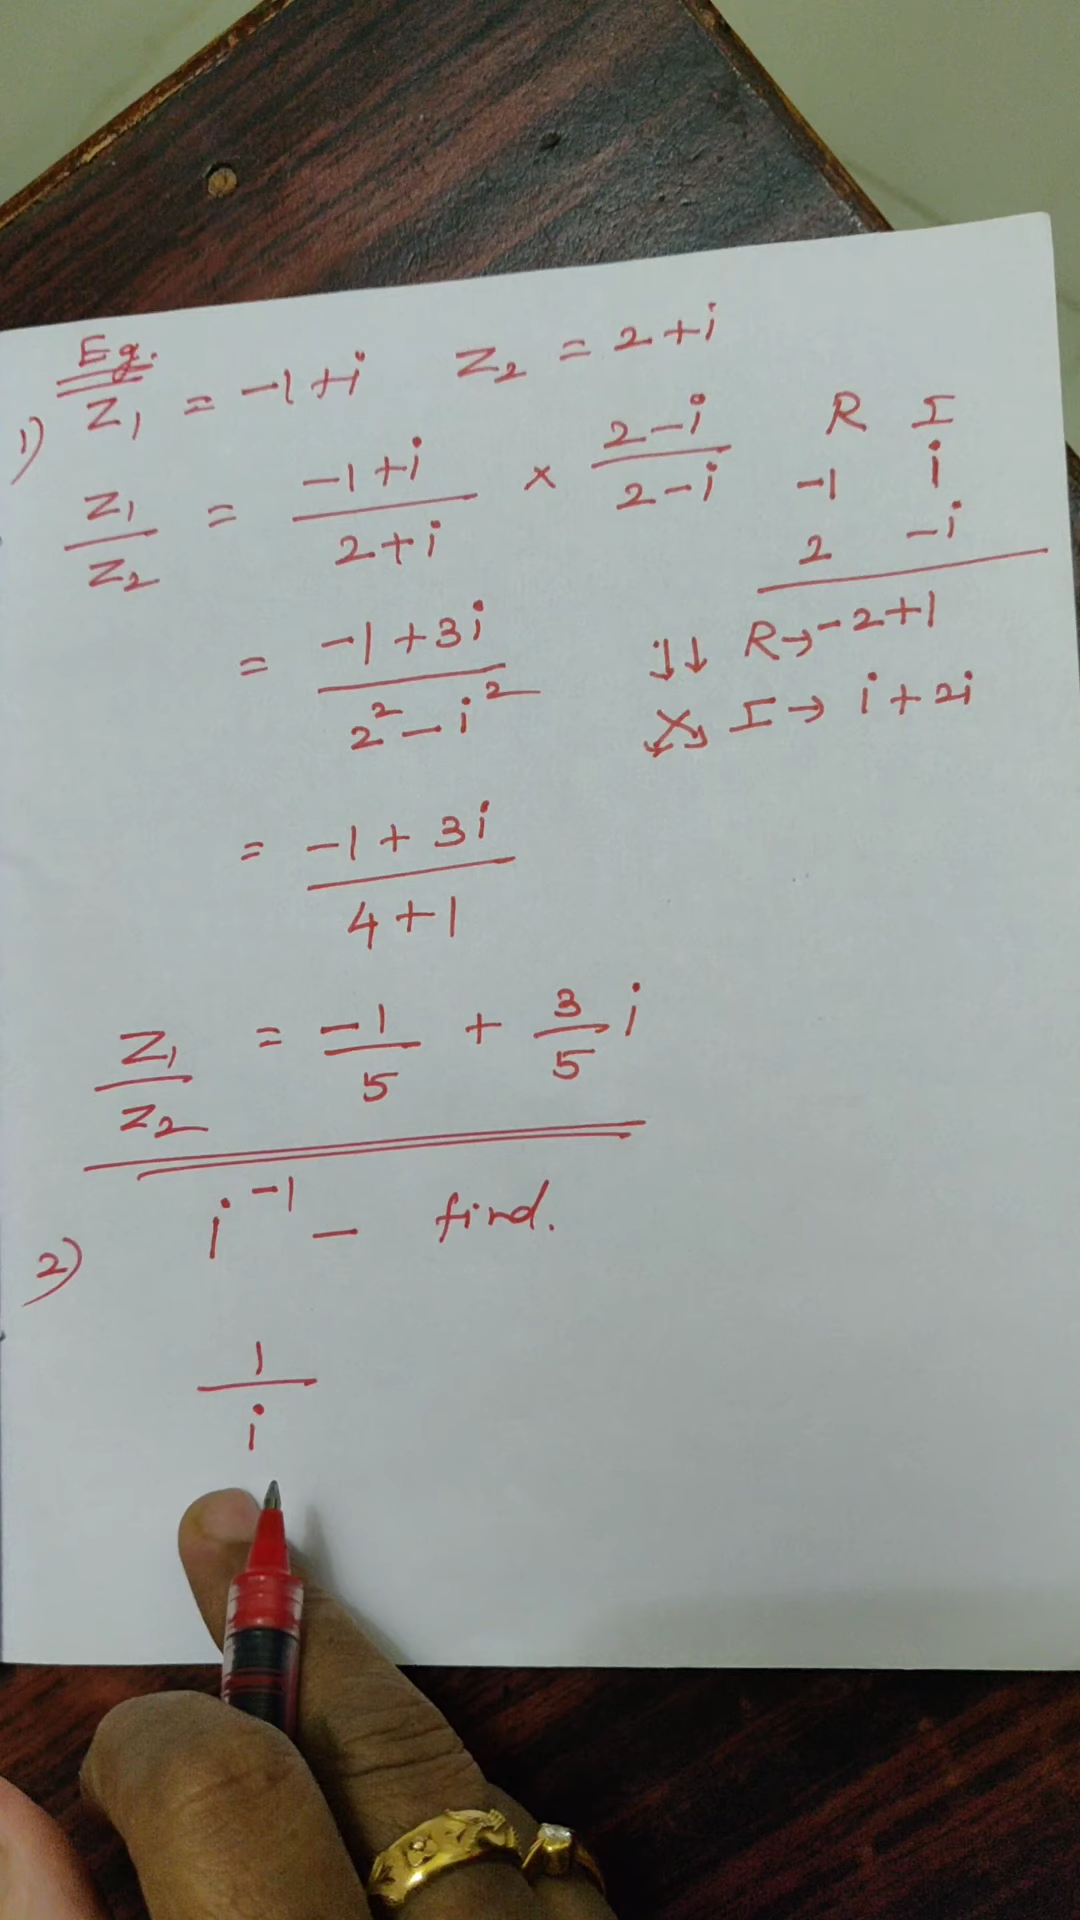 Eg.
1) Z₁ = -1+i Z₂ = 2+i
Z₁/Z₂ = (-1+i)/(2+i) × (2-i)/(2-i)
R I
-1 i
2 -i
↓↓ R→ -2+1
I→ i+2i
= (-1+3i)/(2²-i²)
= (-1+3i)/(4+1)
Z₁/Z₂ = -1/5 + 3/5 i
2) i⁻¹ – find.
1/i